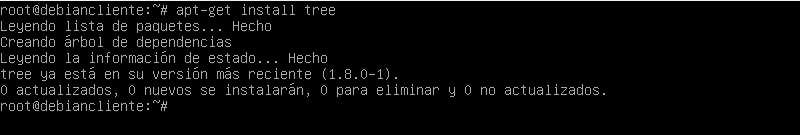 root@debiancliente:~# apt-get install tree
Leyendo lista de paquetes... Hecho
Creando árbol de dependencias
Leyendo la información de estado... Hecho
tree ya está en su versión más reciente (1.8.0-1).
0 actualizados, 0 nuevos se instalarán, 0 para eliminar y 0 no actualizados.
root@debiancliente:~#